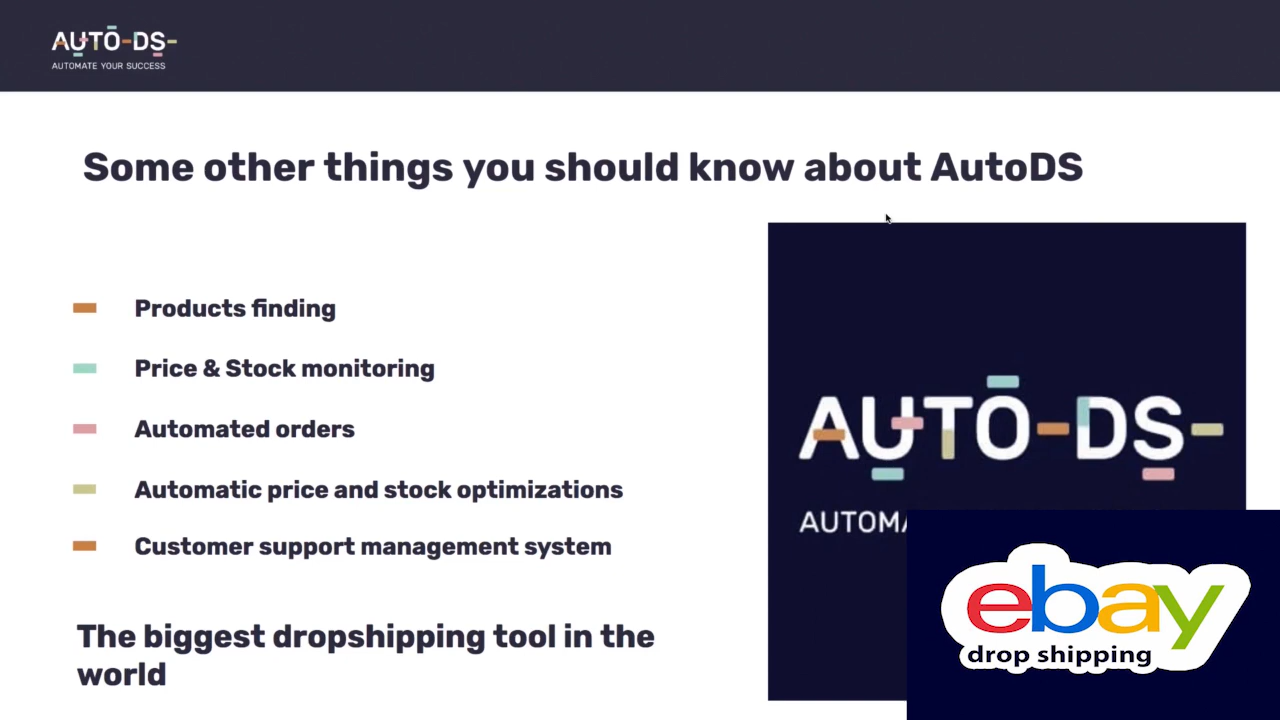 AUTO-DS-
AUTOMATE YOUR SUCCESS
Some other things you should know about AutoDS
Products finding
Price & Stock monitoring
Automated orders
Automatic price and stock optimizations
Customer support management system
The biggest dropshipping tool in the
world
AUTO-DS-
AUTOMA
ebay
drop shipping